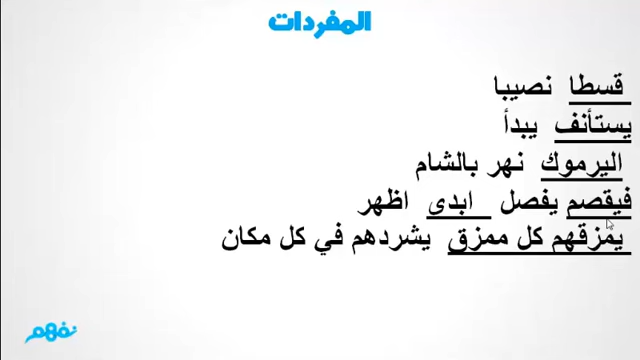 المفردات
قسطا نصيبا
يستأنف يبدأ
اليرموك نهر بالشام
فيقصم يفصل ابدى اظهر
يمزقهم كل ممزق يشردهم في كل مكان
نفهم